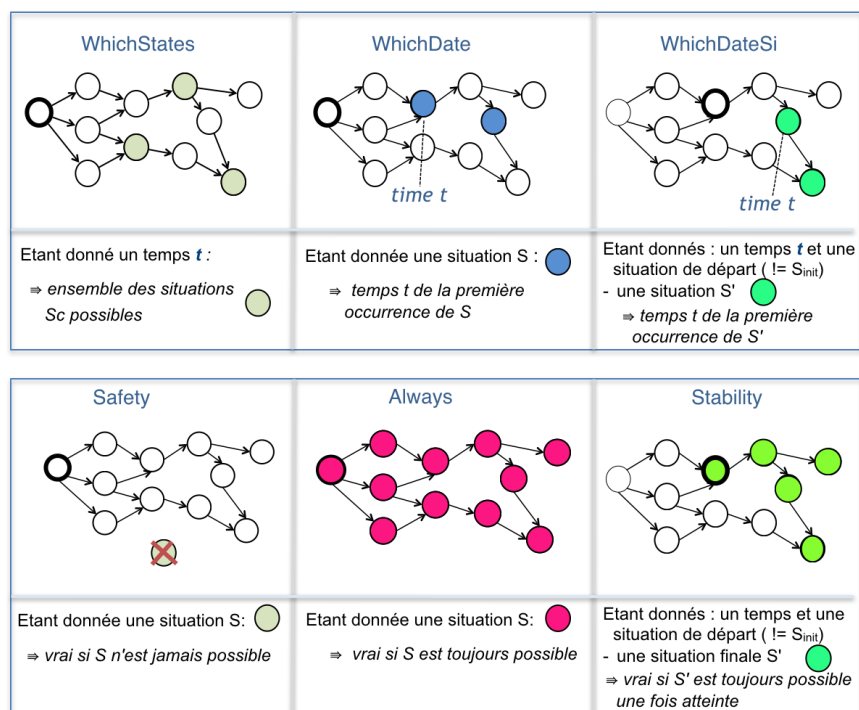 WhichStates
WhichDate
WhichDateSi
time t
time t
Etant donné un temps t :
⇛ ensemble des situations
Sc possibles
Etant donnée une situation S :
⇛ temps t de la première
occurrence de S
Etant donnés : un temps t et une
situation de départ ( != Sinit)
- une situation S'
⇛ temps t de la première
occurrence de S'
Safety
Always
Stability
Etant donnée une situation S:
⇛ vrai si S n'est jamais possible
Etant donnée une situation S:
⇛ vrai si S est toujours possible
Etant donnés : un temps et une
situation de départ ( != Sinit)
- une situation finale S'
⇛ vrai si S' est toujours possible
une fois atteinte